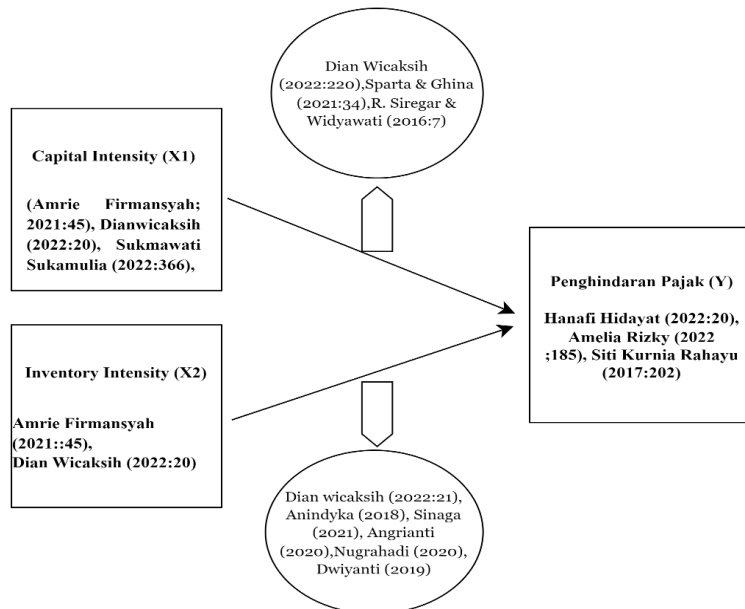 Dian Wicaksih
(2022:220),Sparta & Ghina
(2021:34),R. Siregar &
Widyawati (2016:7)
Capital Intensity (X1)
(Amrie Firmansyah;
2021:45), Dianwicaksih
(2022:20), Sukmawati
Sukamulia (2022:366),
Penghindaran Pajak (Y)
Hanafi Hidayat (2022:20),
Amelia Rizky (2022
;185), Siti Kurnia Rahayu
(2017:202)
Inventory Intensity (X2)
Amrie Firmansyah
(2021::45),
Dian Wicaksih (2022:20)
Dian wicaksih (2022:21),
Anindyka (2018), Sinaga
(2021), Angrianti
(2020),Nugrahadi (2020),
Dwiyanti (2019)